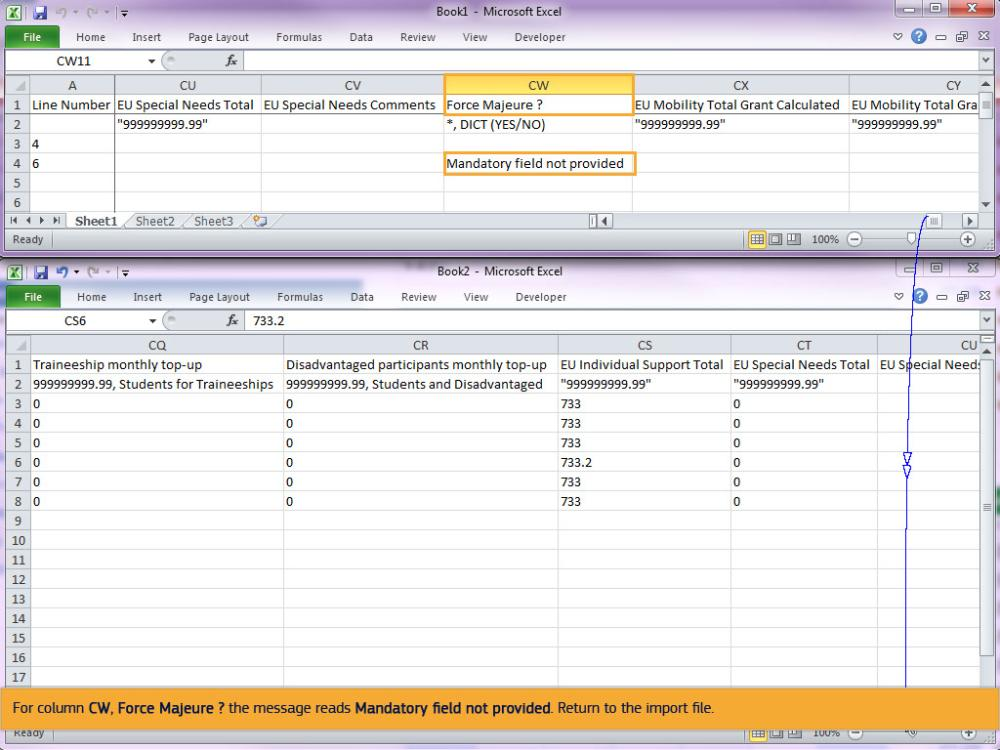 Book1 - Microsoft Excel
File Home Insert Page Layout Formulas Data Review View Developer
CW11 fx
A CU CV CW CX CY
1 Line Number EU Special Needs Total EU Special Needs Comments Force Majeure ? EU Mobility Total Grant Calculated EU Mobility Total Gra
2 "999999999.99" *, DICT (YES/NO) "999999999.99" "999999999.99"
3 4
4 6 Mandatory field not provided
5
6
Sheet1 Sheet2 Sheet3
Ready 100%
Book2 - Microsoft Excel
File Home Insert Page Layout Formulas Data Review View Developer
CS6 fx 733.2
CQ CR CS CT CU
1 Traineeship monthly top-up Disadvantaged participants monthly top-up EU Individual Support Total EU Special Needs Total EU Special Needs
2 999999999.99, Students for Traineeships 999999999.99, Students and Disadvantaged "999999999.99" "999999999.99"
3 0 0 733 0
4 0 0 733 0
5 0 0 733 0
6 0 0 733.2 0
7 0 0 733 0
8 0 0 733 0
9
10
11
12
13
14
15
16
17
For column CW, Force Majeure ? the message reads Mandatory field not provided. Return to the import file.
Ready 100%